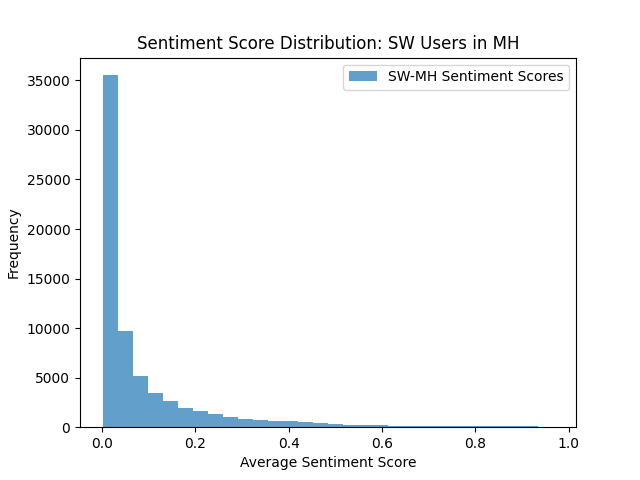 Sentiment Score Distribution: SW Users in MH
SW-MH Sentiment Scores
Frequency
35000
30000
25000
20000
15000
10000
5000
0
0.0 0.2 0.4 0.6 0.8 1.0
Average Sentiment Score